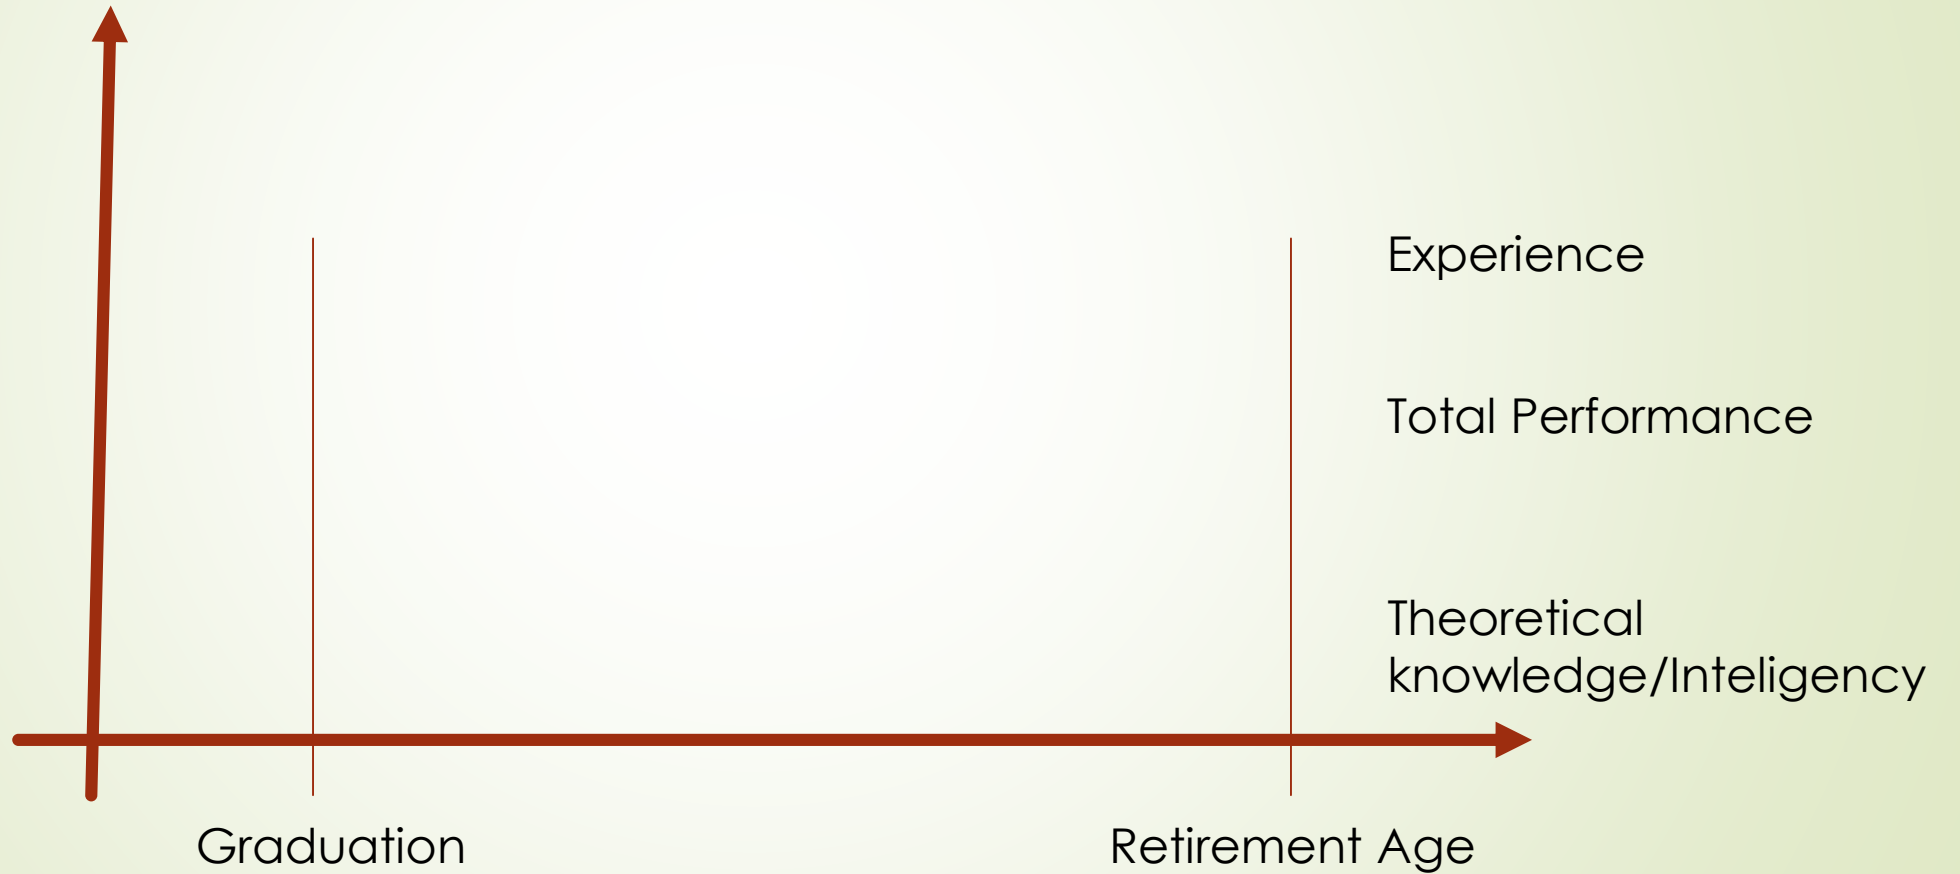 Experience
Total Performance
Theoretical
knowledge/Inteligency
Graduation
Retirement Age